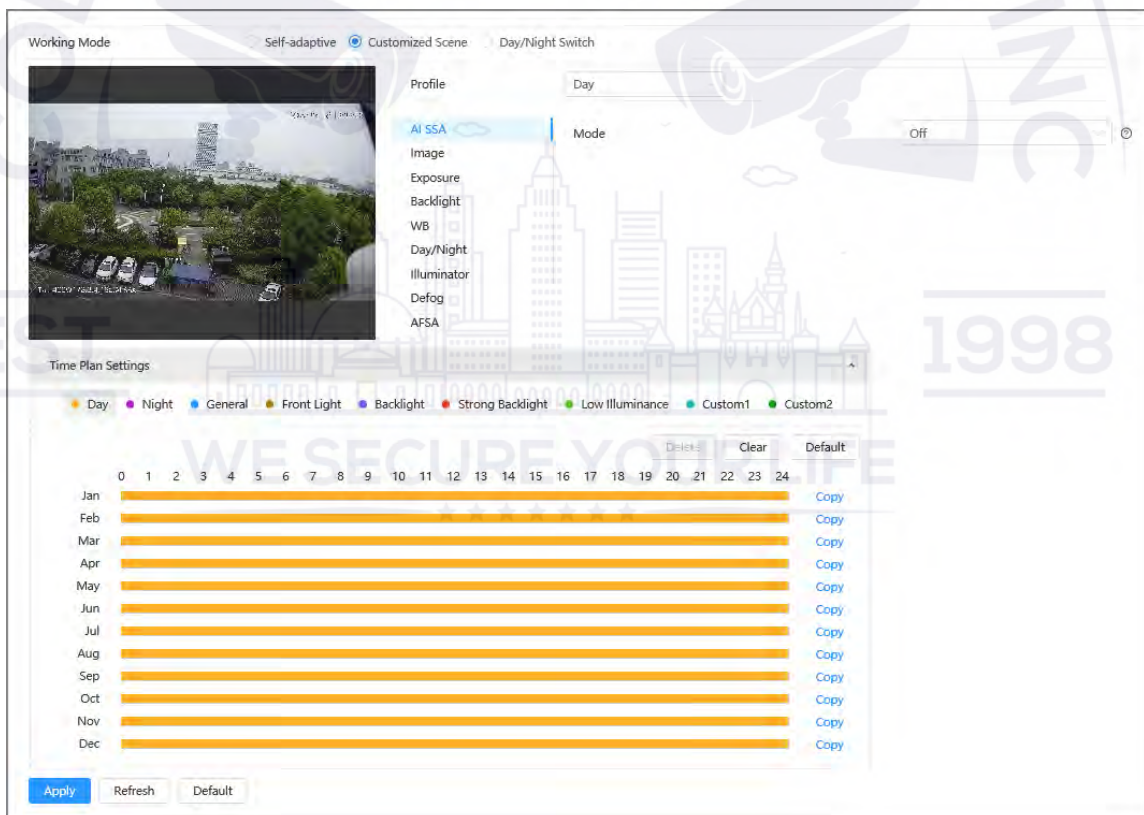 Working Mode Self-adaptive Customized Scene Day/Night Switch
Profile Day
AI SSA Mode Off
Image
Exposure
Backlight
WB
Day/Night
Illuminator
Defog
AFSA
EST
1998
INC
Time Plan Settings
Day Night General Front Light Backlight Strong Backlight Low Illuminance Custom1 Custom2
WE SECURE YOUR LIFE
Delete Clear Default
0 1 2 3 4 5 6 7 8 9 10 11 12 13 14 15 16 17 18 19 20 21 22 23 24
Jan Copy
Feb Copy
Mar Copy
Apr Copy
May Copy
Jun Copy
Jul Copy
Aug Copy
Sep Copy
Oct Copy
Nov Copy
Dec Copy
Apply Refresh Default